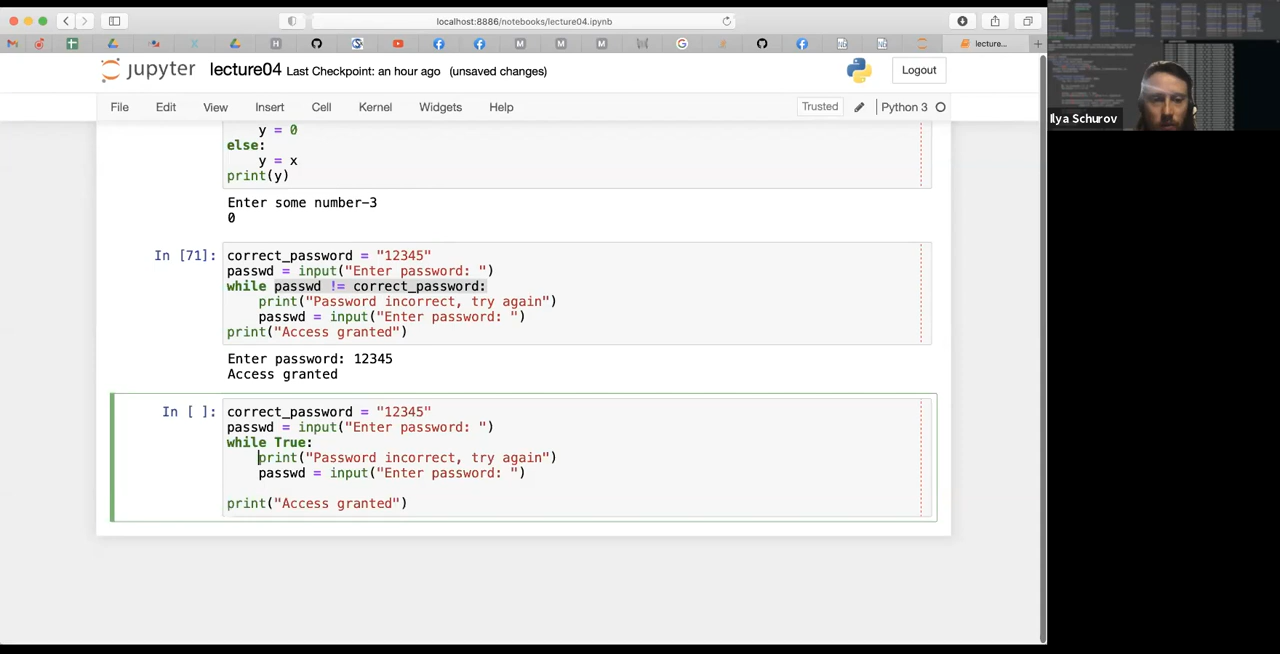 localhost:8886/notebooks/lecture04.ipynb
lecture...
jupyter lecture04 Last Checkpoint: an hour ago (unsaved changes)
Logout
File Edit View Insert Cell Kernel Widgets Help Trusted Python 3
y = 0
else:
y = x
print(y)
Enter some number-3
0
In [71]: correct_password = "12345"
passwd = input("Enter password: ")
while passwd != correct_password:
print("Password incorrect, try again")
passwd = input("Enter password: ")
print("Access granted")
Enter password: 12345
Access granted
In [ ]: correct_password = "12345"
passwd = input("Enter password: ")
while True:
print("Password incorrect, try again")
passwd = input("Enter password: ")
print("Access granted")
Ilya Schurov